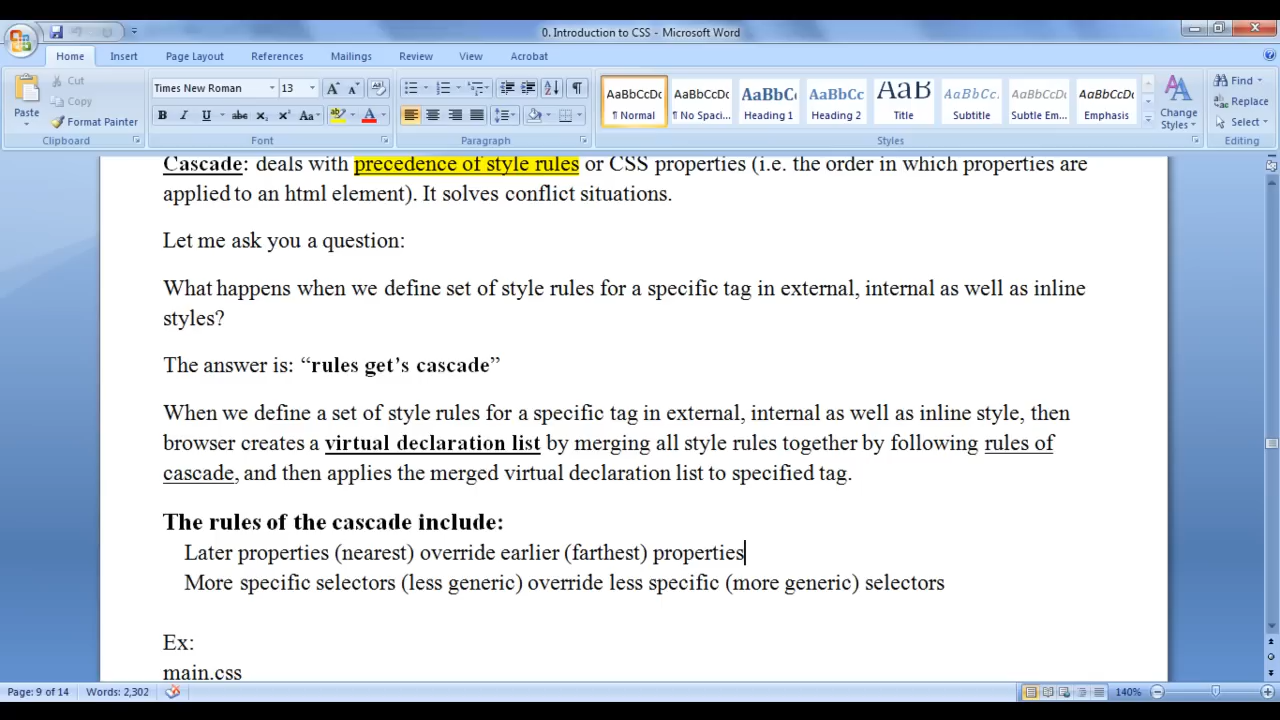 0. Introduction to CSS - Microsoft Word
Home Insert Page Layout References Mailings Review View Acrobat
Paste
Cut
Copy
Format Painter
Clipboard
Times New Roman 13
Font
Paragraph
AaBbCcDc AaBbCcDc AaBbC AaBbCc AaB AaBbCc. AaBbCcDc AaBbCcDc
¶ Normal ¶ No Spaci... Heading 1 Heading 2 Title Subtitle Subtle Em... Emphasis
Change Styles
Styles
Find
Replace
Select
Editing
Cascade: deals with precedence of style rules or CSS properties (i.e. the order in which properties are
applied to an html element). It solves conflict situations.
Let me ask you a question:
What happens when we define set of style rules for a specific tag in external, internal as well as inline
styles?
The answer is: “rules get’s cascade”
When we define a set of style rules for a specific tag in external, internal as well as inline style, then
browser creates a virtual declaration list by merging all style rules together by following rules of
cascade, and then applies the merged virtual declaration list to specified tag.
The rules of the cascade include:
Later properties (nearest) override earlier (farthest) properties
More specific selectors (less generic) override less specific (more generic) selectors
Ex:
main.css
Page: 9 of 14 Words: 2,302 140%